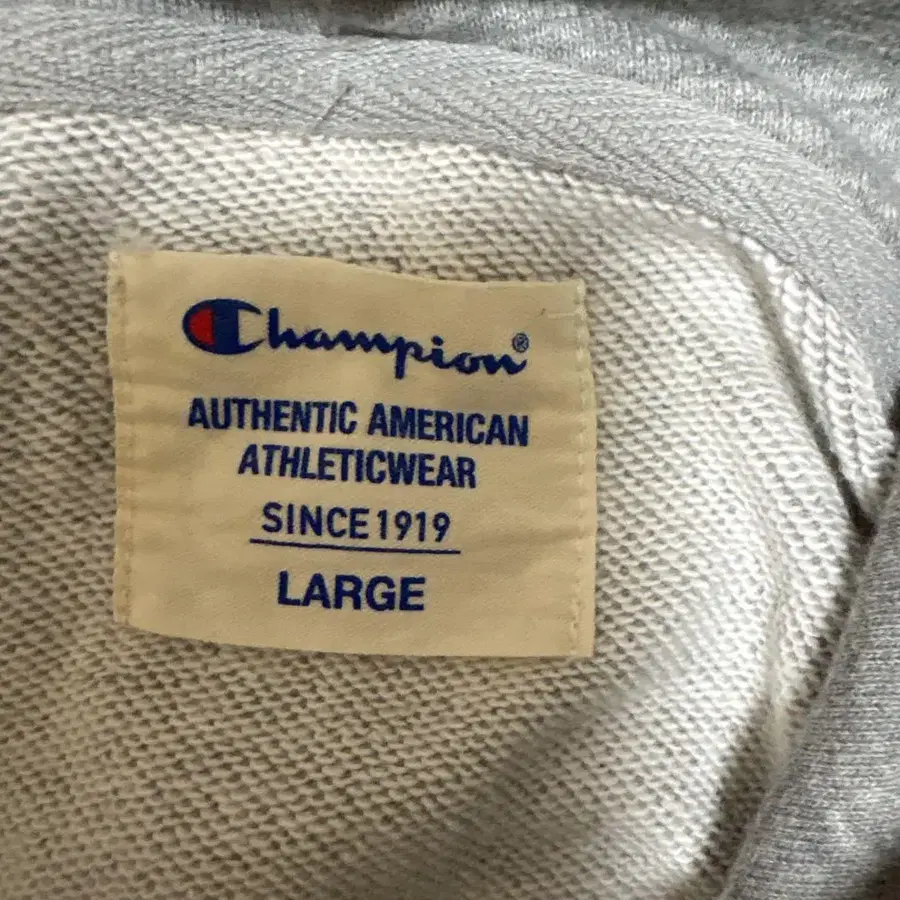 Champion®
AUTHENTIC AMERICAN
ATHLETICWEAR
SINCE 1919
LARGE